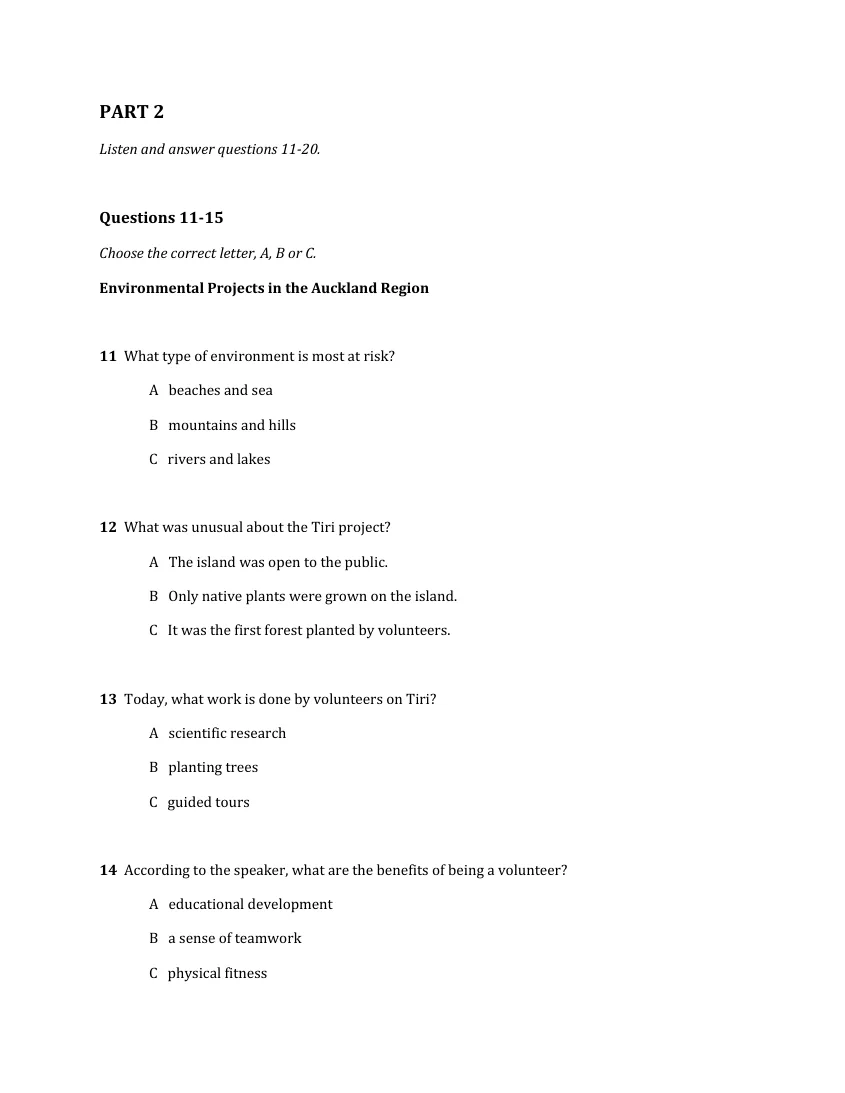 PART 2
Listen and answer questions 11-20.
Questions 11-15
Choose the correct letter, A, B or C.
Environmental Projects in the Auckland Region
11 What type of environment is most at risk?
A beaches and sea
B mountains and hills
C rivers and lakes
12 What was unusual about the Tiri project?
A The island was open to the public.
B Only native plants were grown on the island.
C It was the first forest planted by volunteers.
13 Today, what work is done by volunteers on Tiri?
A scientific research
B planting trees
C guided tours
14 According to the speaker, what are the benefits of being a volunteer?
A educational development
B a sense of teamwork
C physical fitness